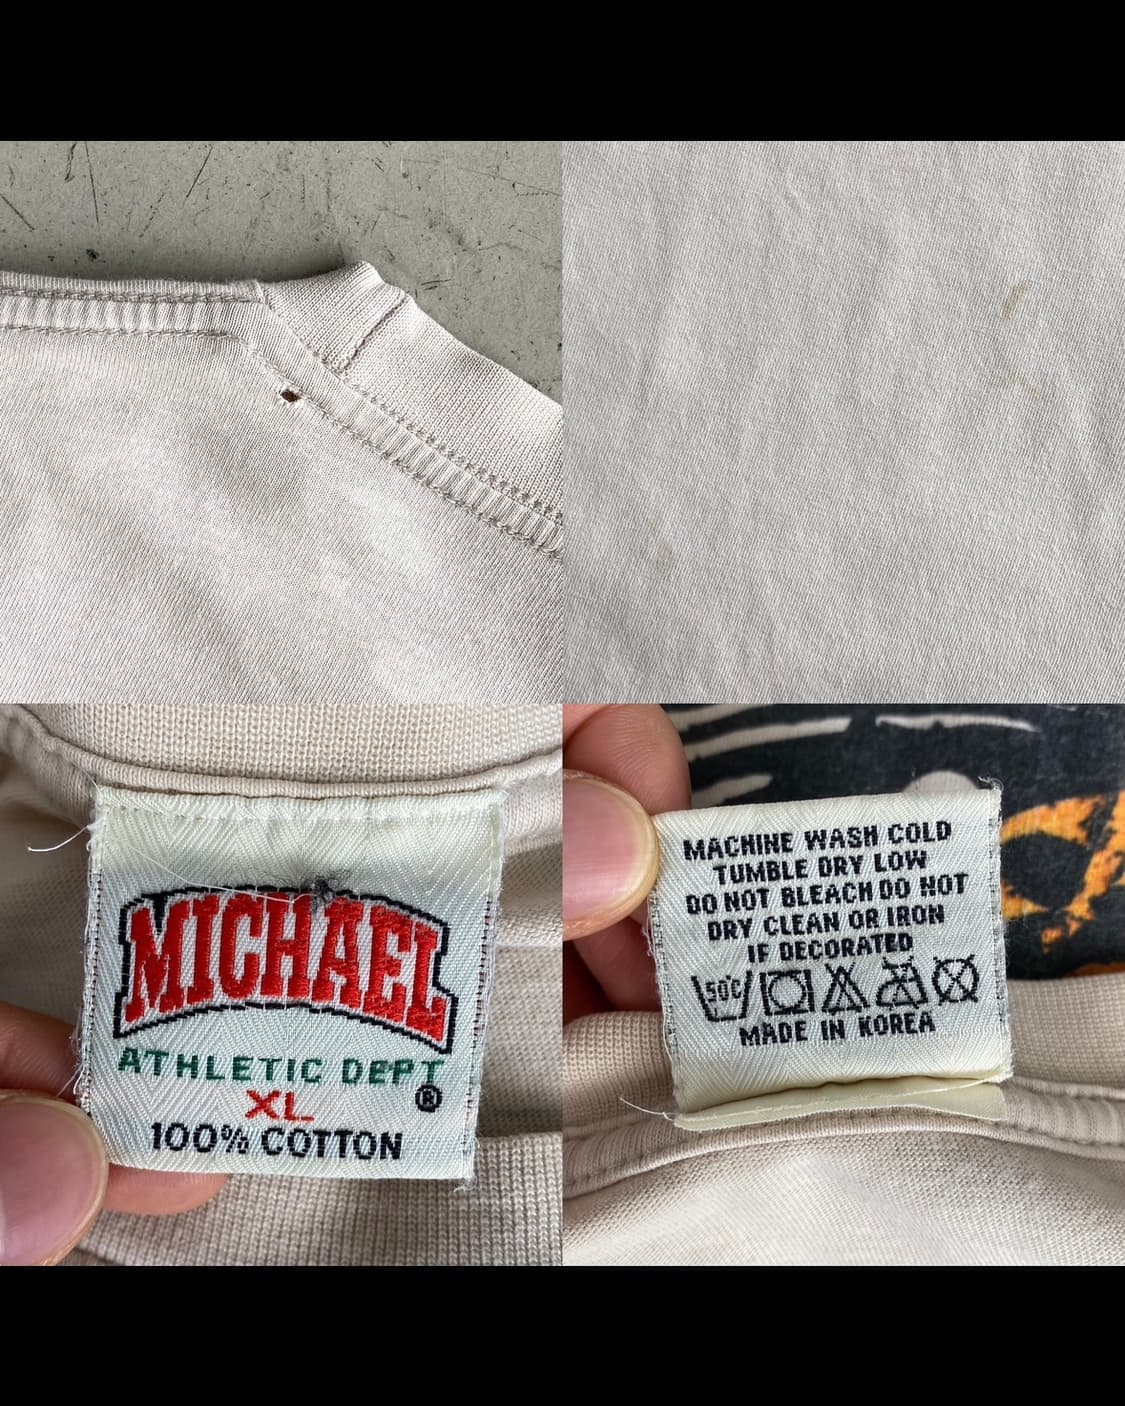 MICHAEL
ATHLETIC DEPT
®
XL
100% COTTON
MACHINE WASH COLD
TUMBLE DRY LOW
DO NOT BLEACH DO NOT
DRY CLEAN OR IRON
IF DECORATED
50°C
MADE IN KOREA